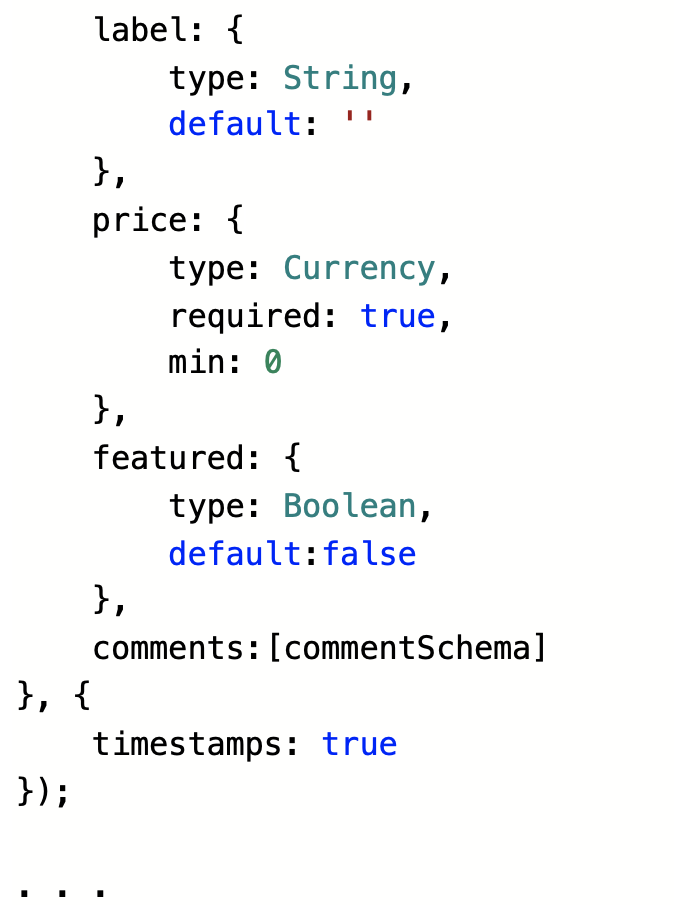 label: {
type: String,
default: ''
},
price: {
type: Currency,
required: true,
min: 0
},
featured: {
type: Boolean,
default:false
},
comments:[commentSchema]
}, {
timestamps: true
});
. . .